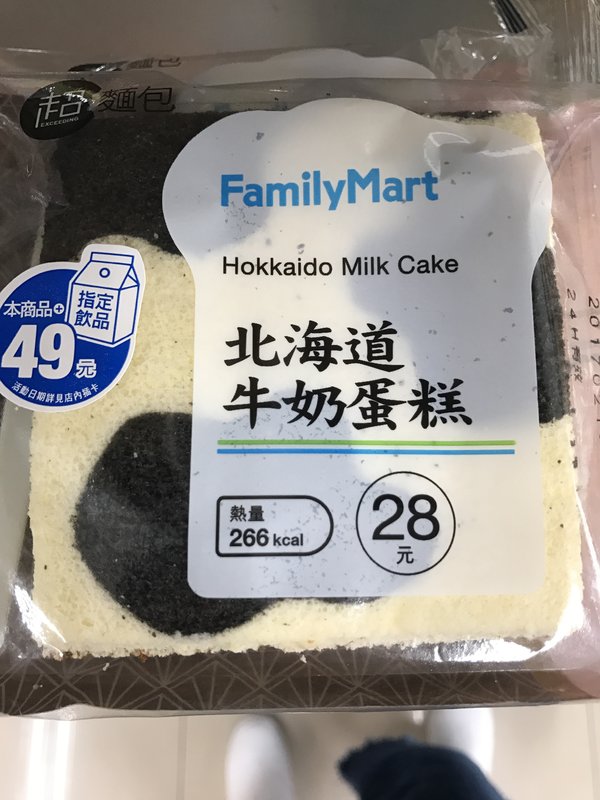 超麵包
EXCEEDING
FamilyMart
Hokkaido Milk Cake
北海道
牛奶蛋糕
熱量
266 kcal
28
元
本商品+
指定
飲品
49元
活動日期詳見店內插卡